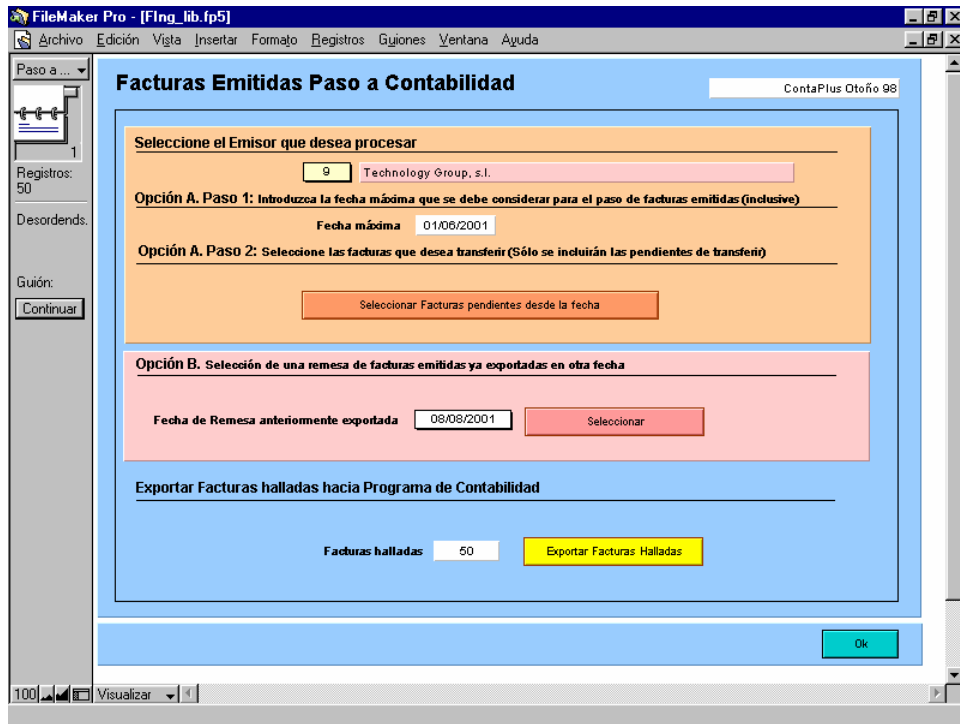 FileMaker Pro - [FIng_lib.fp5]
Archivo Edición Vista Insertar Formato Registros Guiones Ventana Ayuda
Paso a ...
1
Registros:
50
Desordends.
Guión:
Continuar
Facturas Emitidas Paso a Contabilidad
ContaPlus Otoño 98
Seleccione el Emisor que desea procesar
9 Technology Group, s.l.
Opción A. Paso 1: Introduzca la fecha máxima que se debe considerar para el paso de facturas emitidas (inclusive)
Fecha máxima 01/06/2001
Opción A. Paso 2: Seleccione las facturas que desea transferir (Sólo se incluirán las pendientes de transferir)
Seleccionar Facturas pendientes desde la fecha
Opción B. Selección de una remesa de facturas emitidas ya exportadas en otra fecha
Fecha de Remesa anteriormente exportada 08/08/2001 Seleccionar
Exportar Facturas halladas hacia Programa de Contabilidad
Facturas halladas 50 Exportar Facturas Halladas
Ok
100 Visualizar